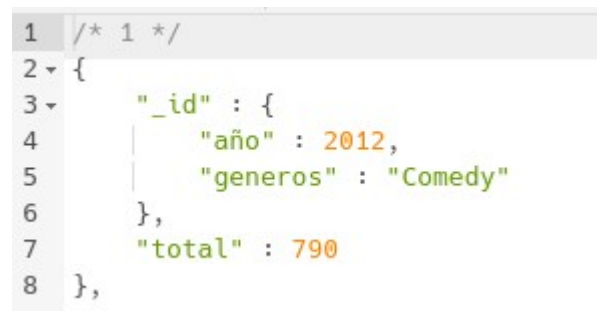 1 /* 1 */
2 {
3 "_id" : {
4 "año" : 2012,
5 "generos" : "Comedy"
6 },
7 "total" : 790
8 },